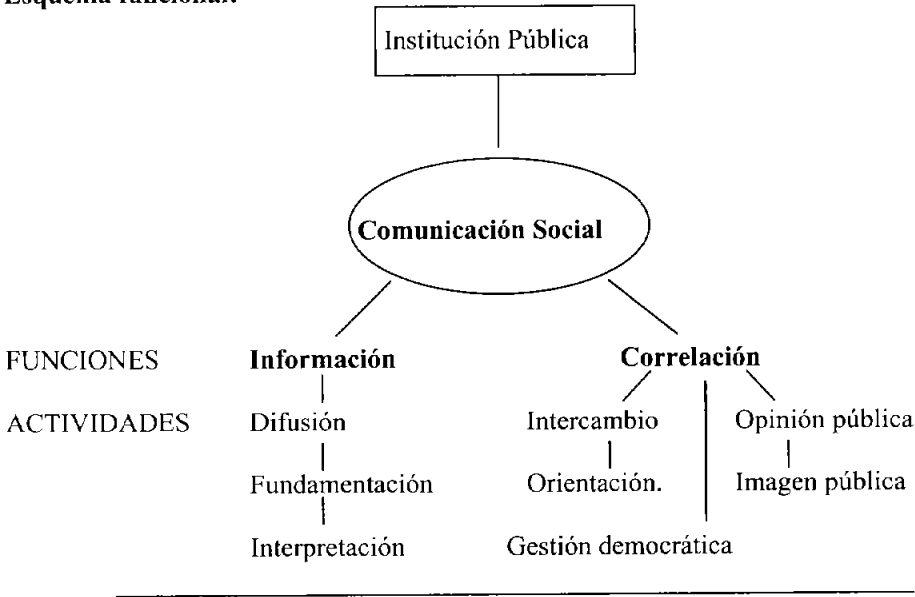 Esquema funcional.
Institución Pública
Comunicación Social
FUNCIONES Información Correlación
ACTIVIDADES Difusión Intercambio Opinión pública
Fundamentación Orientación. Imagen pública
Interpretación Gestión democrática